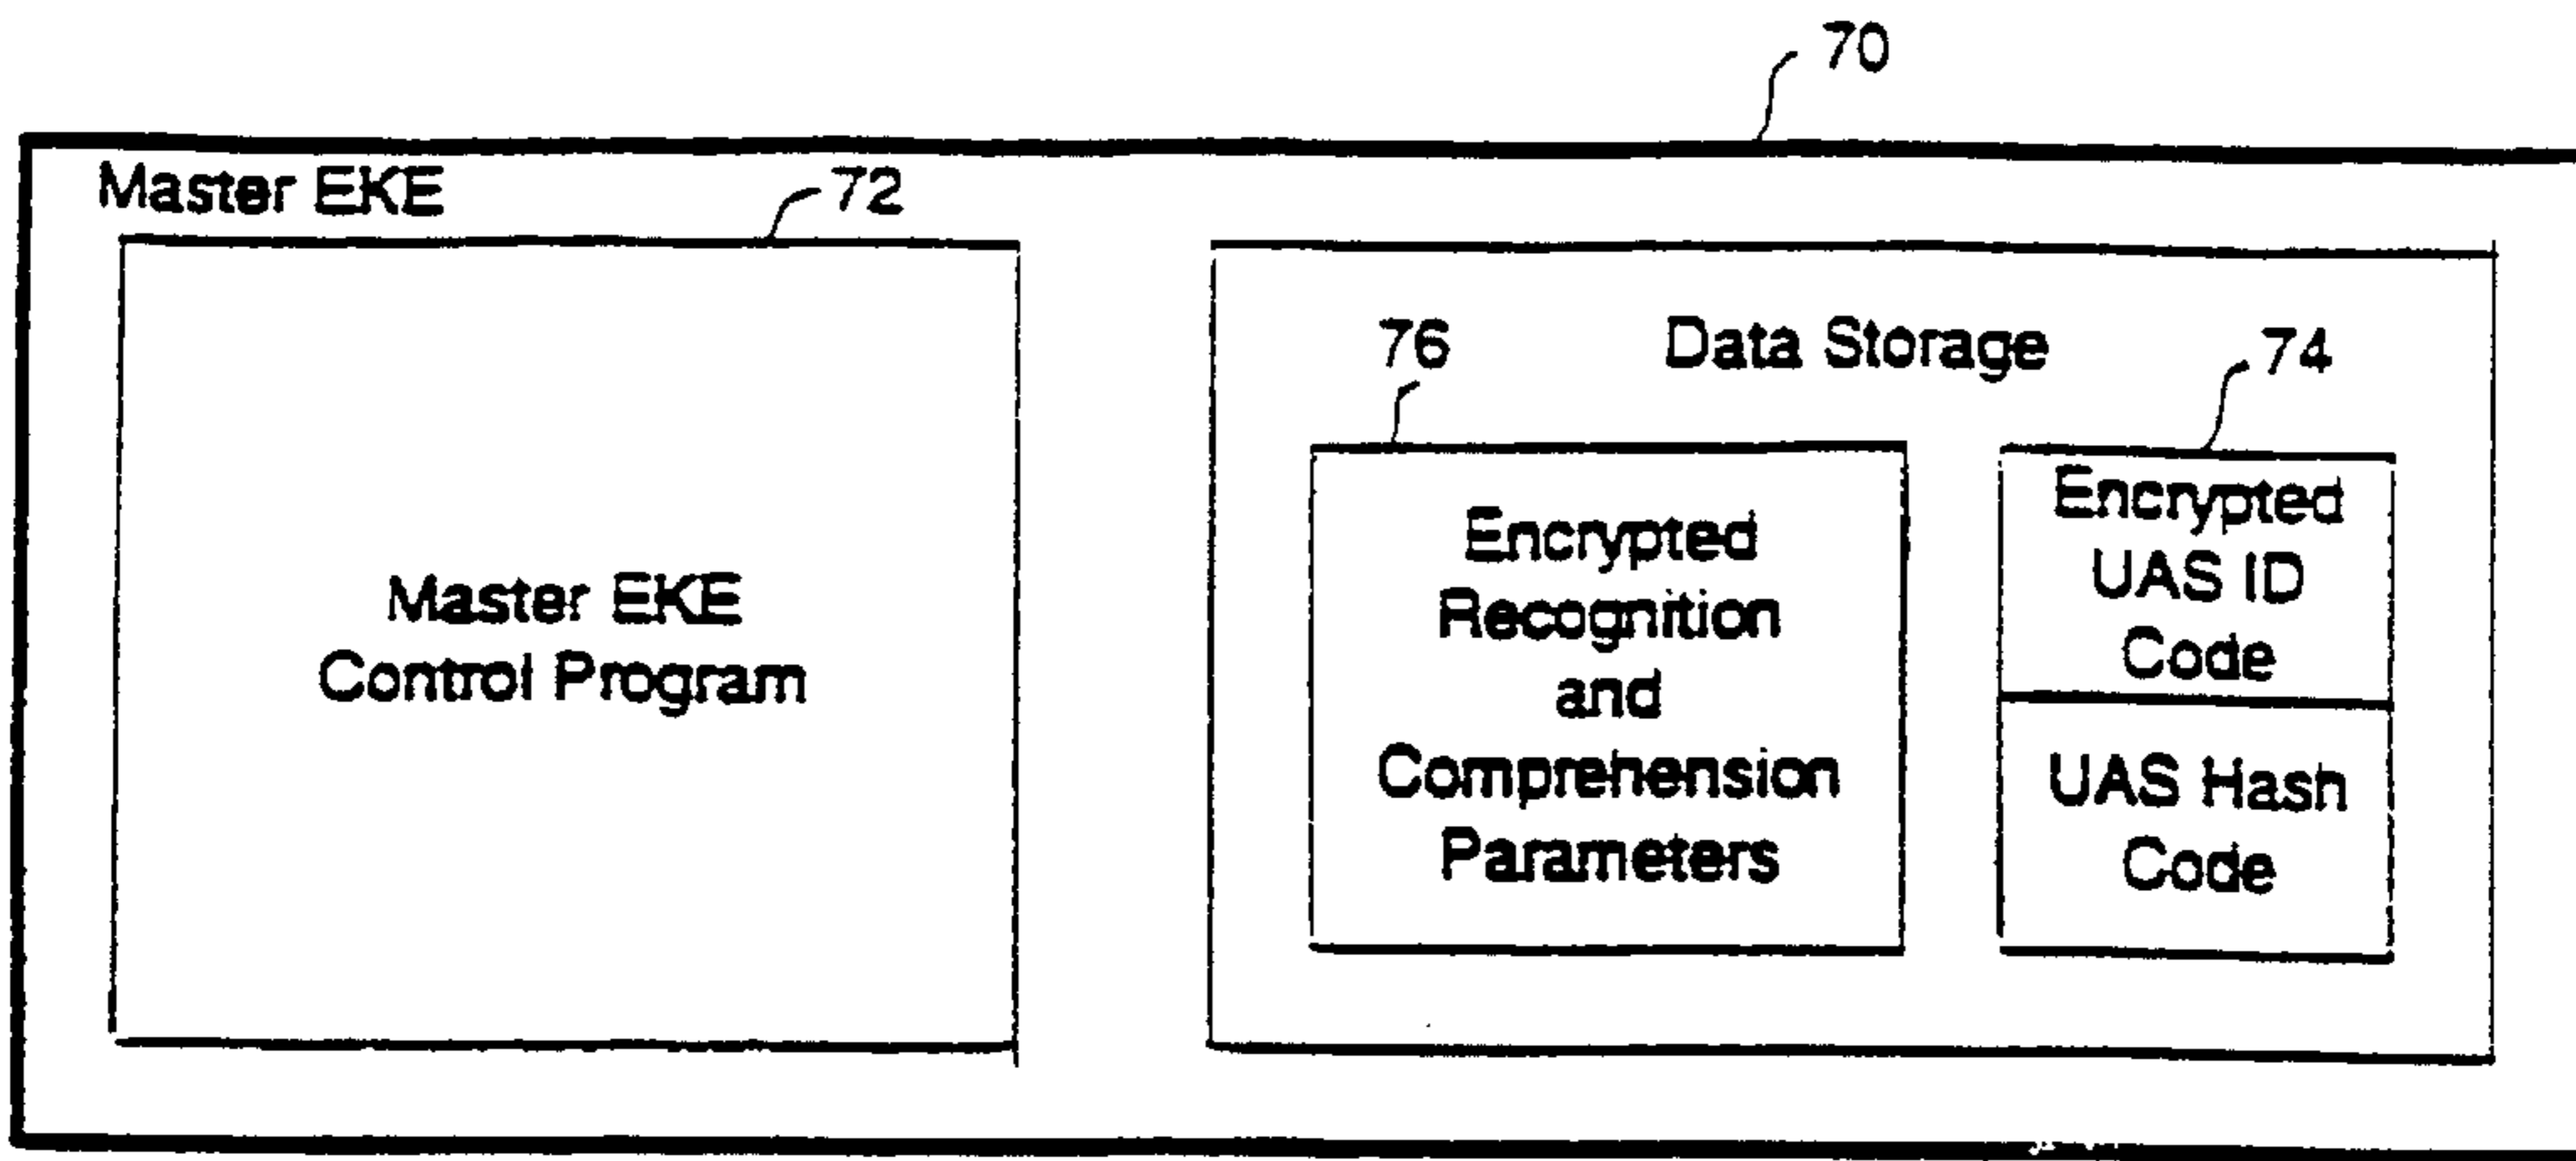 70
Master EKE
72
Master EKE
Control Program
Data Storage
76
Encrypted
Recognition
and
Comprehension
Parameters
74
Encrypted
UAS ID
Code
UAS Hash
Code